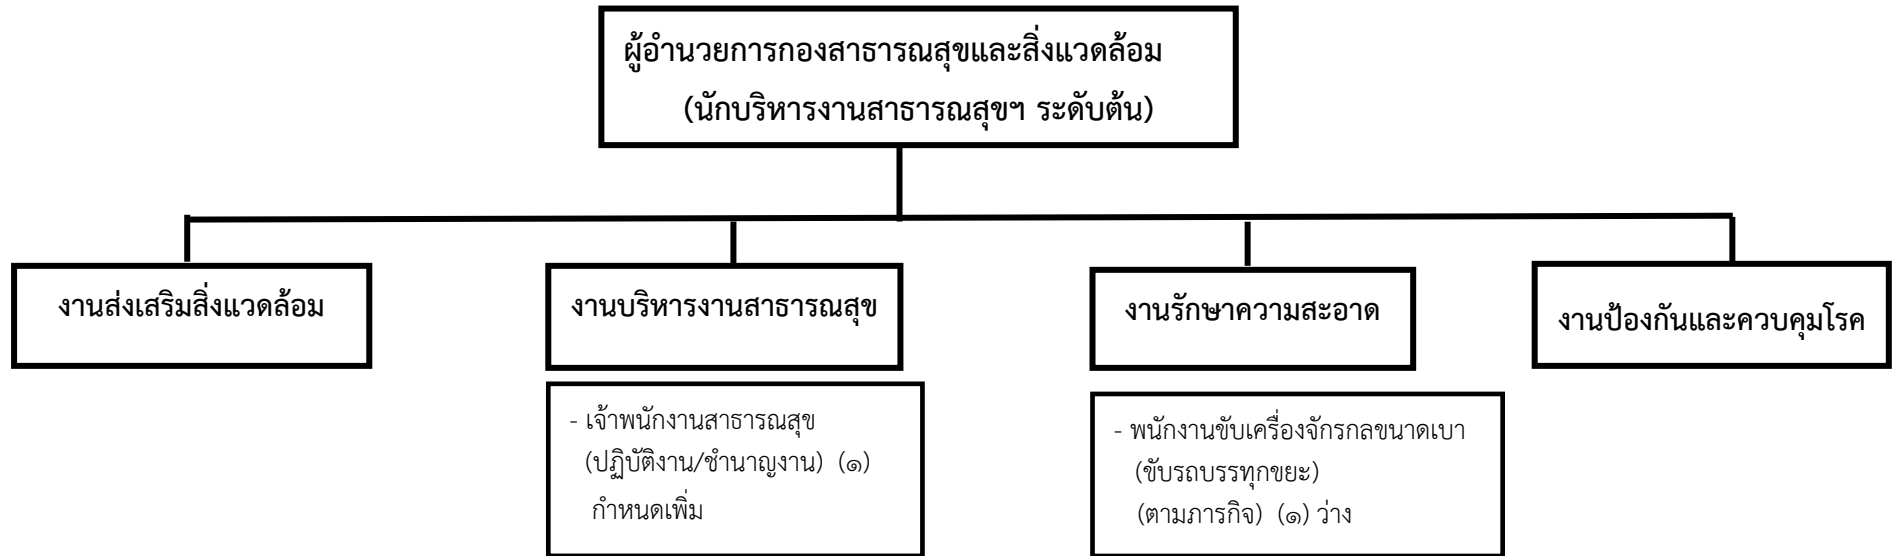 ผู้อำนวยการกองสาธารณสุขและสิ่งแวดล้อม
(นักบริหารงานสาธารณสุขฯ ระดับต้น)
งานส่งเสริมสิ่งแวดล้อม
งานบริหารงานสาธารณสุข
งานรักษาความสะอาด
งานป้องกันและควบคุมโรค
- เจ้าพนักงานสาธารณสุข
(ปฏิบัติงาน/ชำนาญงาน) (๑)
กำหนดเพิ่ม
- พนักงานขับเครื่องจักรกลขนาดเบา
(ขับรถบรรทุกขยะ)
(ตามภารกิจ) (๑) ว่าง